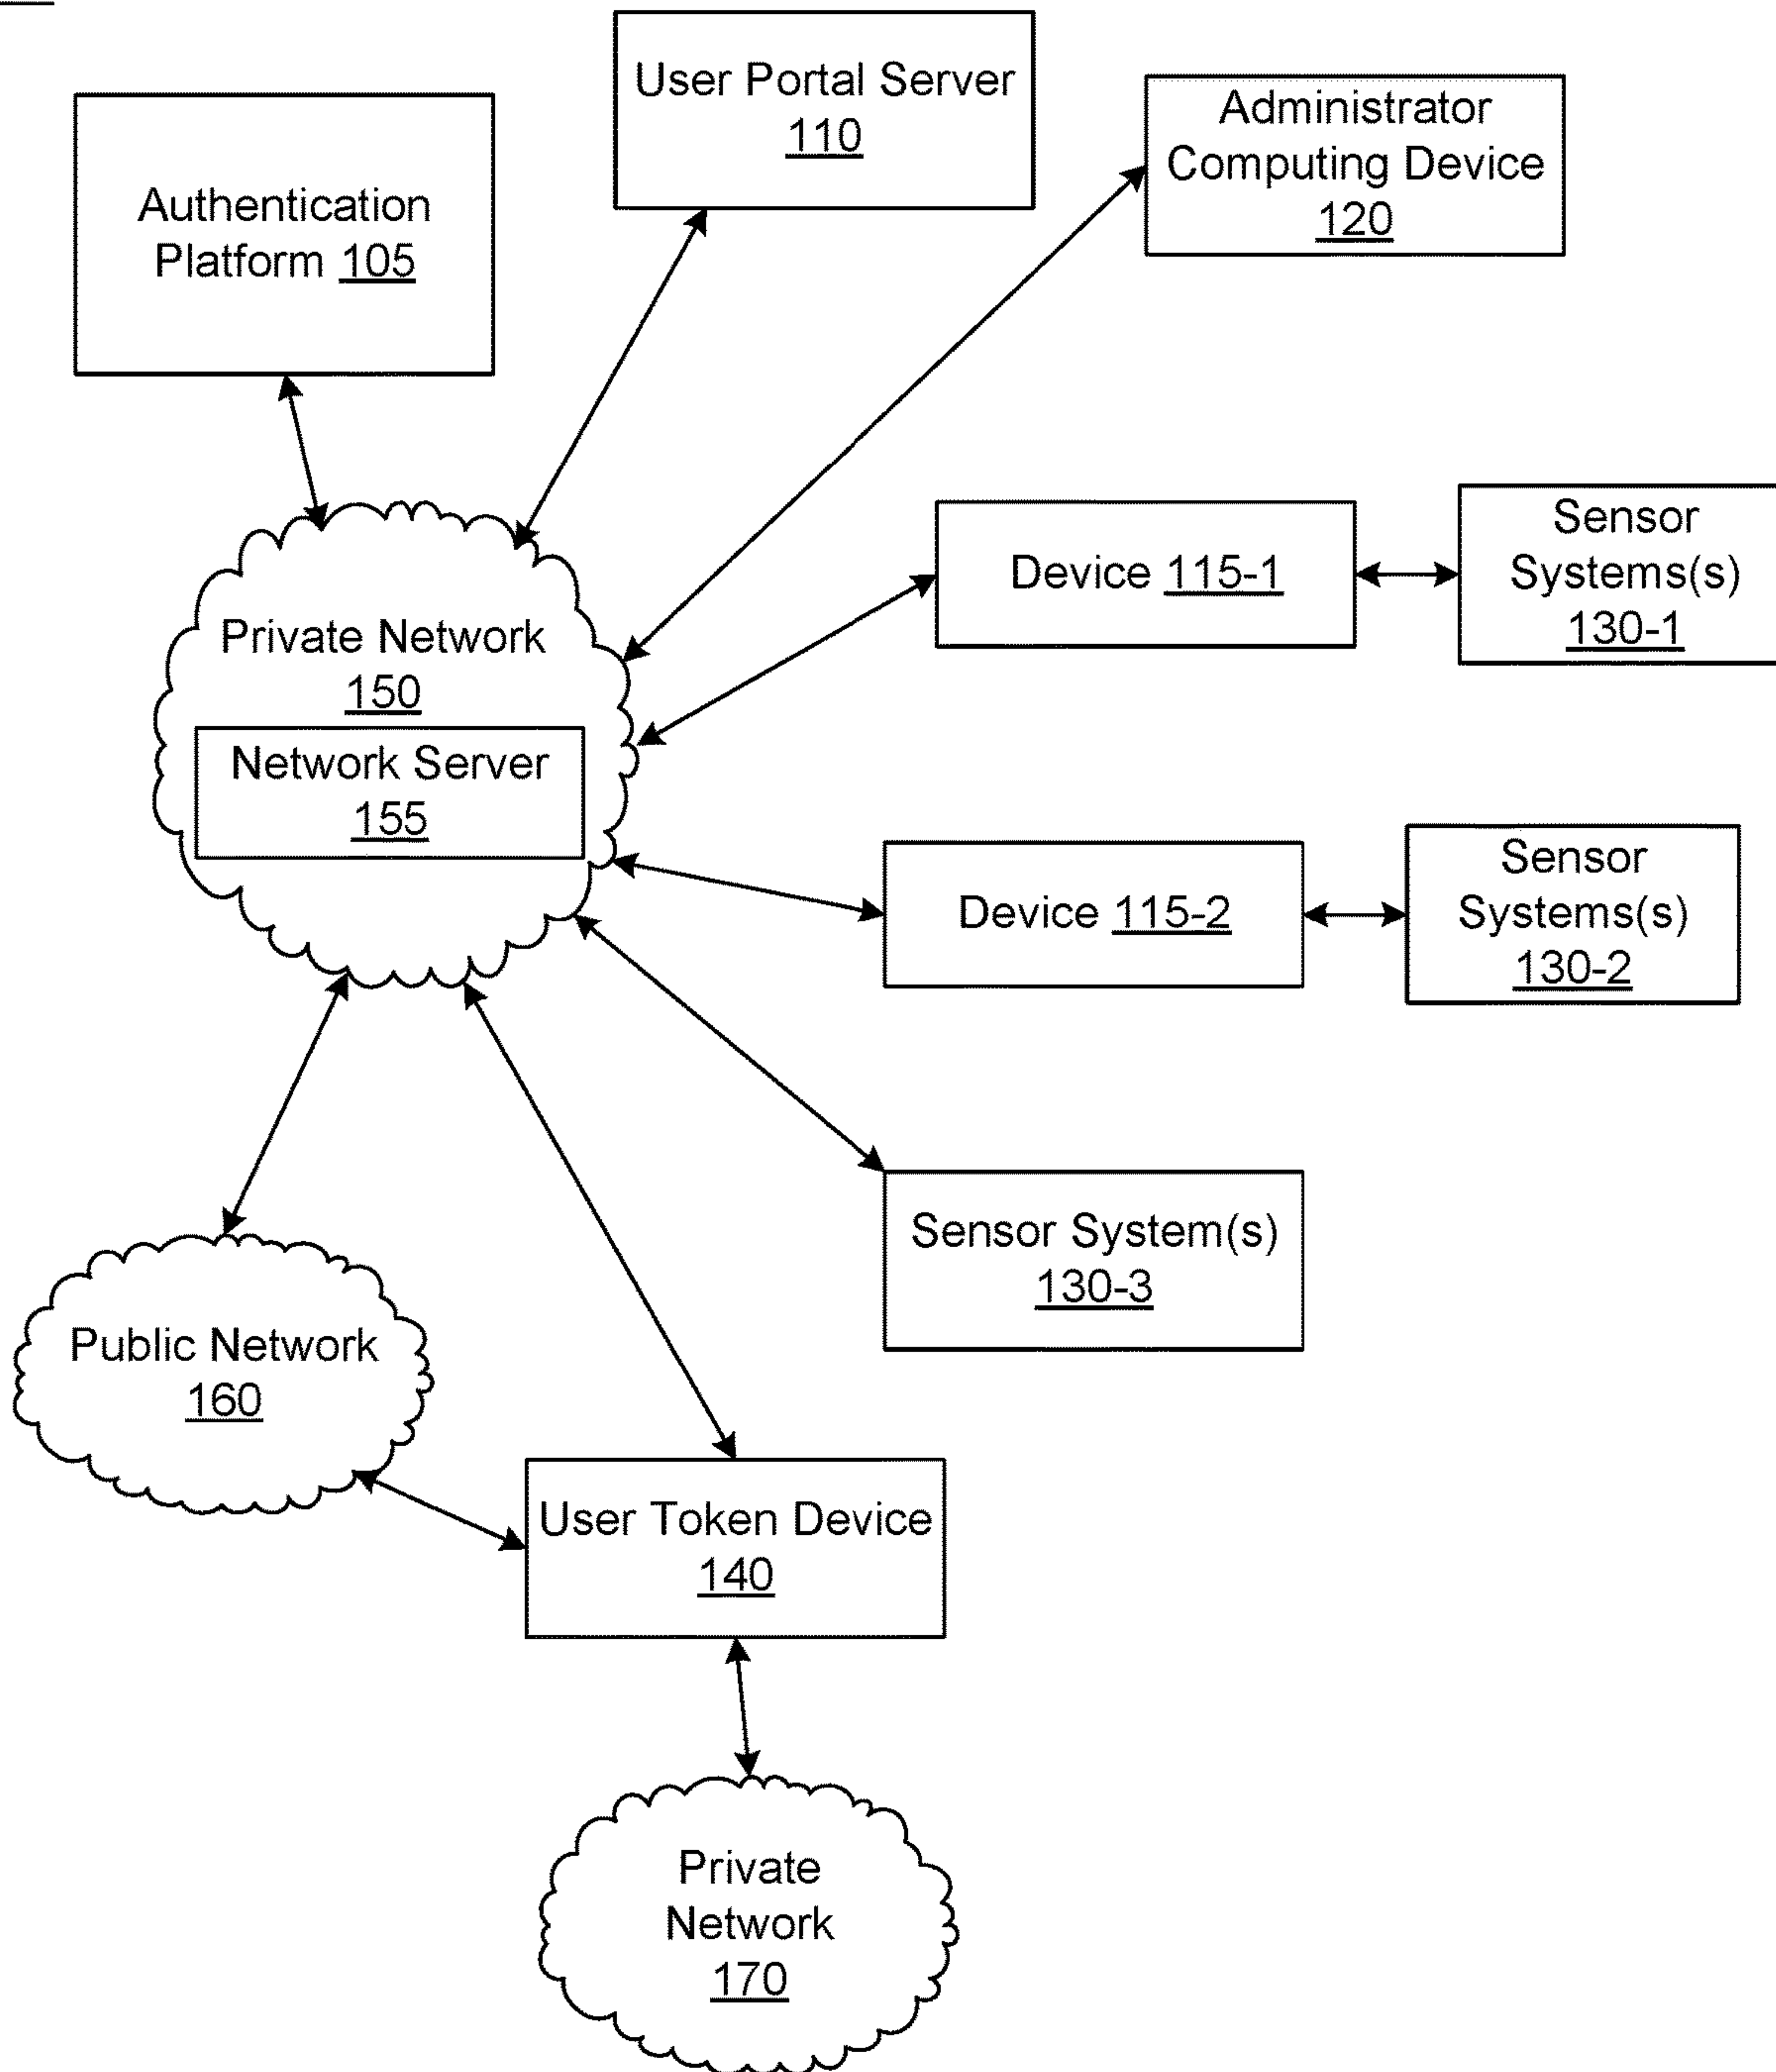 User Portal Server
110
Administrator
Computing Device
120
Authentication
Platform 105
Sensor
Systems(s)
130-1
Device 115-1
Private Network
150
Network Server
155
Sensor
Systems(s)
130-2
Device 115-2
Sensor System(s)
130-3
Public Network
160
User Token Device
140
Private
Network
170